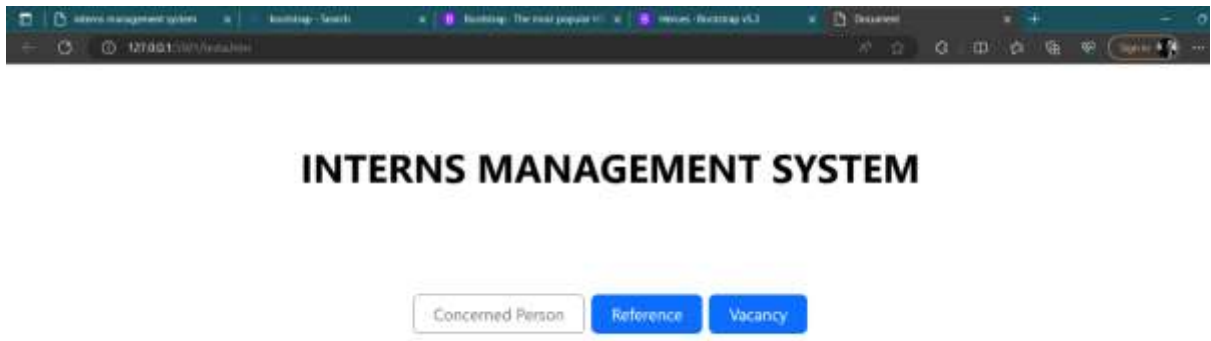 interns management system
Bootstrap - Search
Bootstrap · The most popular
Heroes · Bootstrap v5.3
Document
127.0.0.1
Sign in
INTERNS MANAGEMENT SYSTEM
Concerned Person
Reference
Vacancy